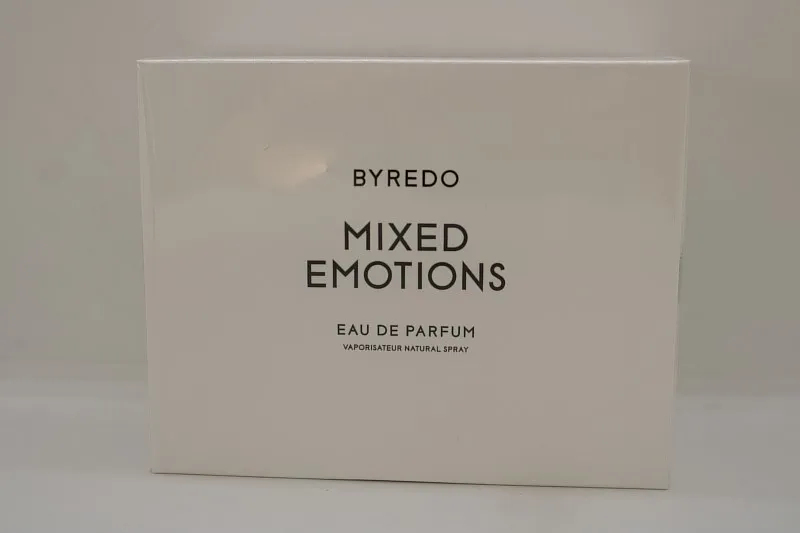 BYREDO
MIXED
EMOTIONS
EAU DE PARFUM
VAPORISATEUR NATURAL SPRAY